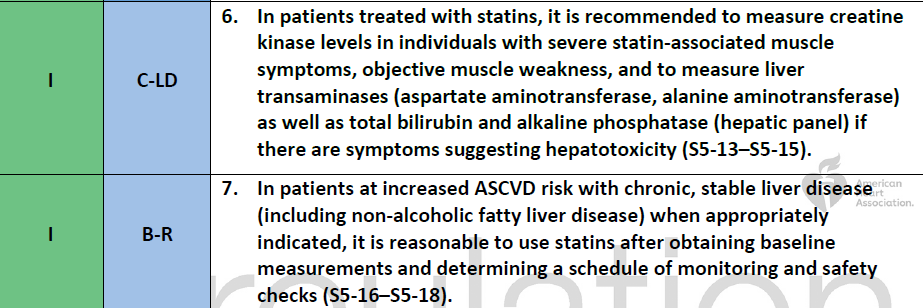 6. In patients treated with statins, it is recommended to measure creatine
kinase levels in individuals with severe statin-associated muscle
symptoms, objective muscle weakness, and to measure liver
I C-LD transaminases (aspartate aminotransferase, alanine aminotransferase)
as well as total bilirubin and alkaline phosphatase (hepatic panel) if
there are symptoms suggesting hepatotoxicity (S5-13–S5-15).
7. In patients at increased ASCVD risk with chronic, stable liver disease
(including non-alcoholic fatty liver disease) when appropriately
I B-R indicated, it is reasonable to use statins after obtaining baseline
measurements and determining a schedule of monitoring and safety
checks (S5-16–S5-18).
American
Heart
Association.